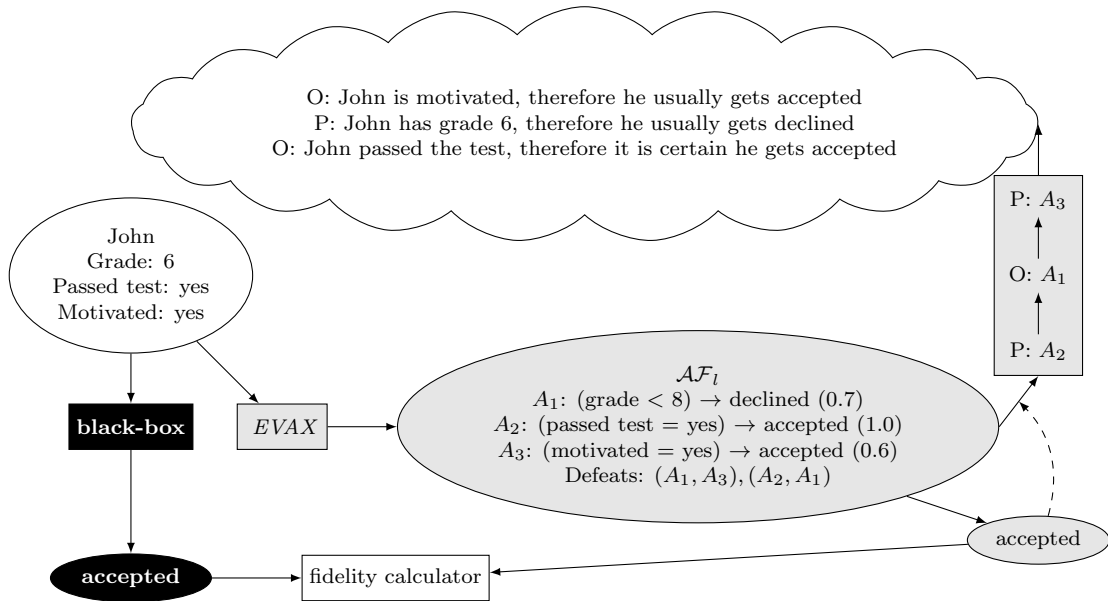 O: John is motivated, therefore he usually gets accepted
P: John has grade 6, therefore he usually gets declined
O: John passed the test, therefore it is certain he gets accepted
P: A₃
O: A₁
P: A₂
John
Grade: 6
Passed test: yes
Motivated: yes
black-box
EVAX
𝒜ℱₗ
A₁: (grade < 8) → declined (0.7)
A₂: (passed test = yes) → accepted (1.0)
A₃: (motivated = yes) → accepted (0.6)
Defeats: (A₁, A₃), (A₂, A₁)
accepted
accepted
fidelity calculator